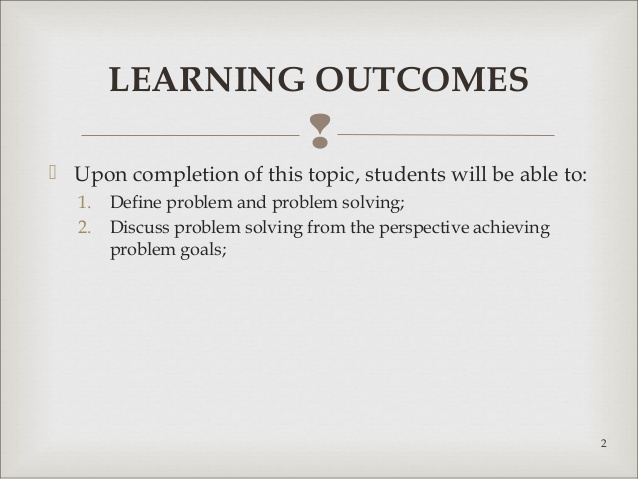 LEARNING OUTCOMES
Upon completion of this topic, students will be able to:
1. Define problem and problem solving;
2. Discuss problem solving from the perspective achieving
problem goals;
2